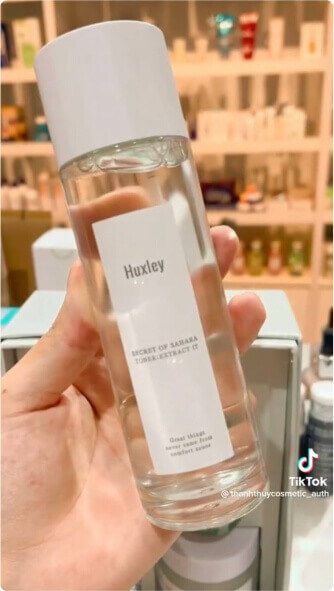 Huxley
SECRET OF SAHARA
TONER:EXTRACT IT
Great things
never came from
comfort zones
TikTok
@thanhthuycosmetic_auth